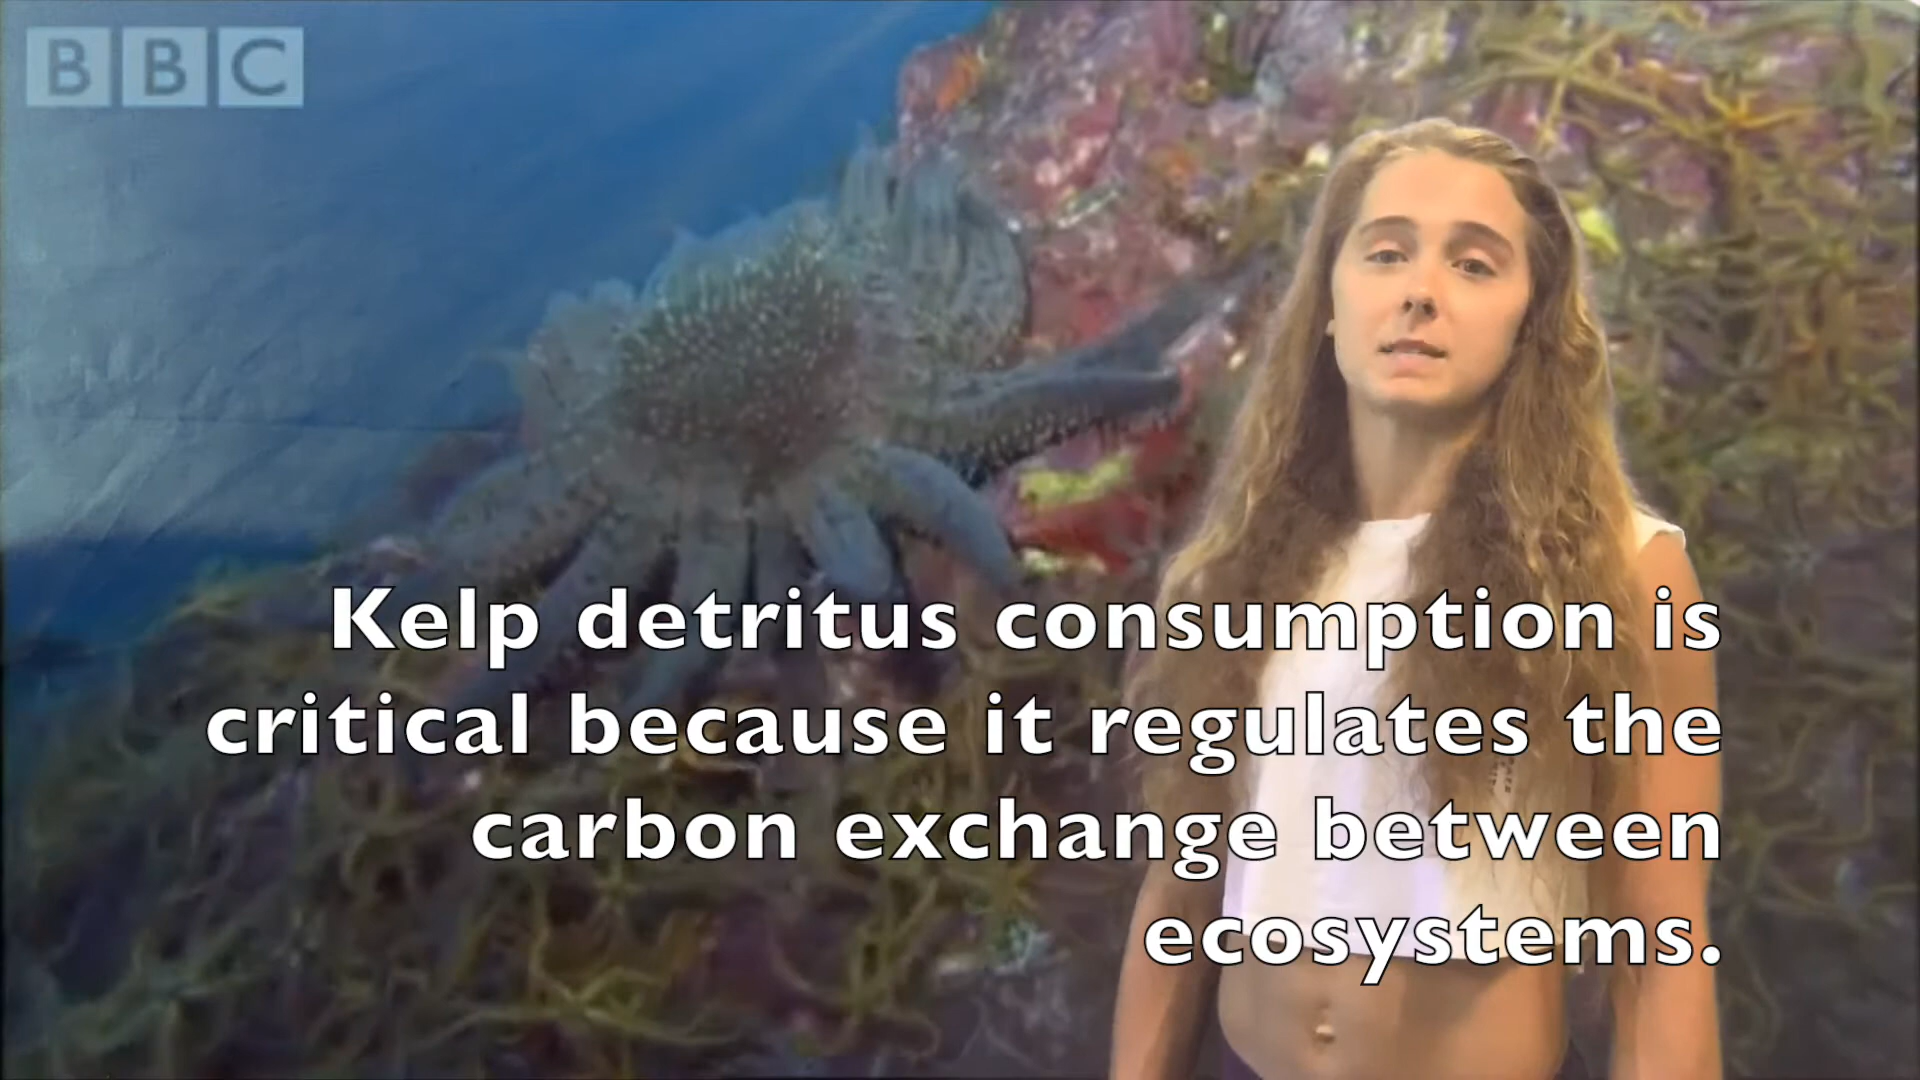 BBC
Kelp detritus consumption is
critical because it regulates the
carbon exchange between
ecosystems.